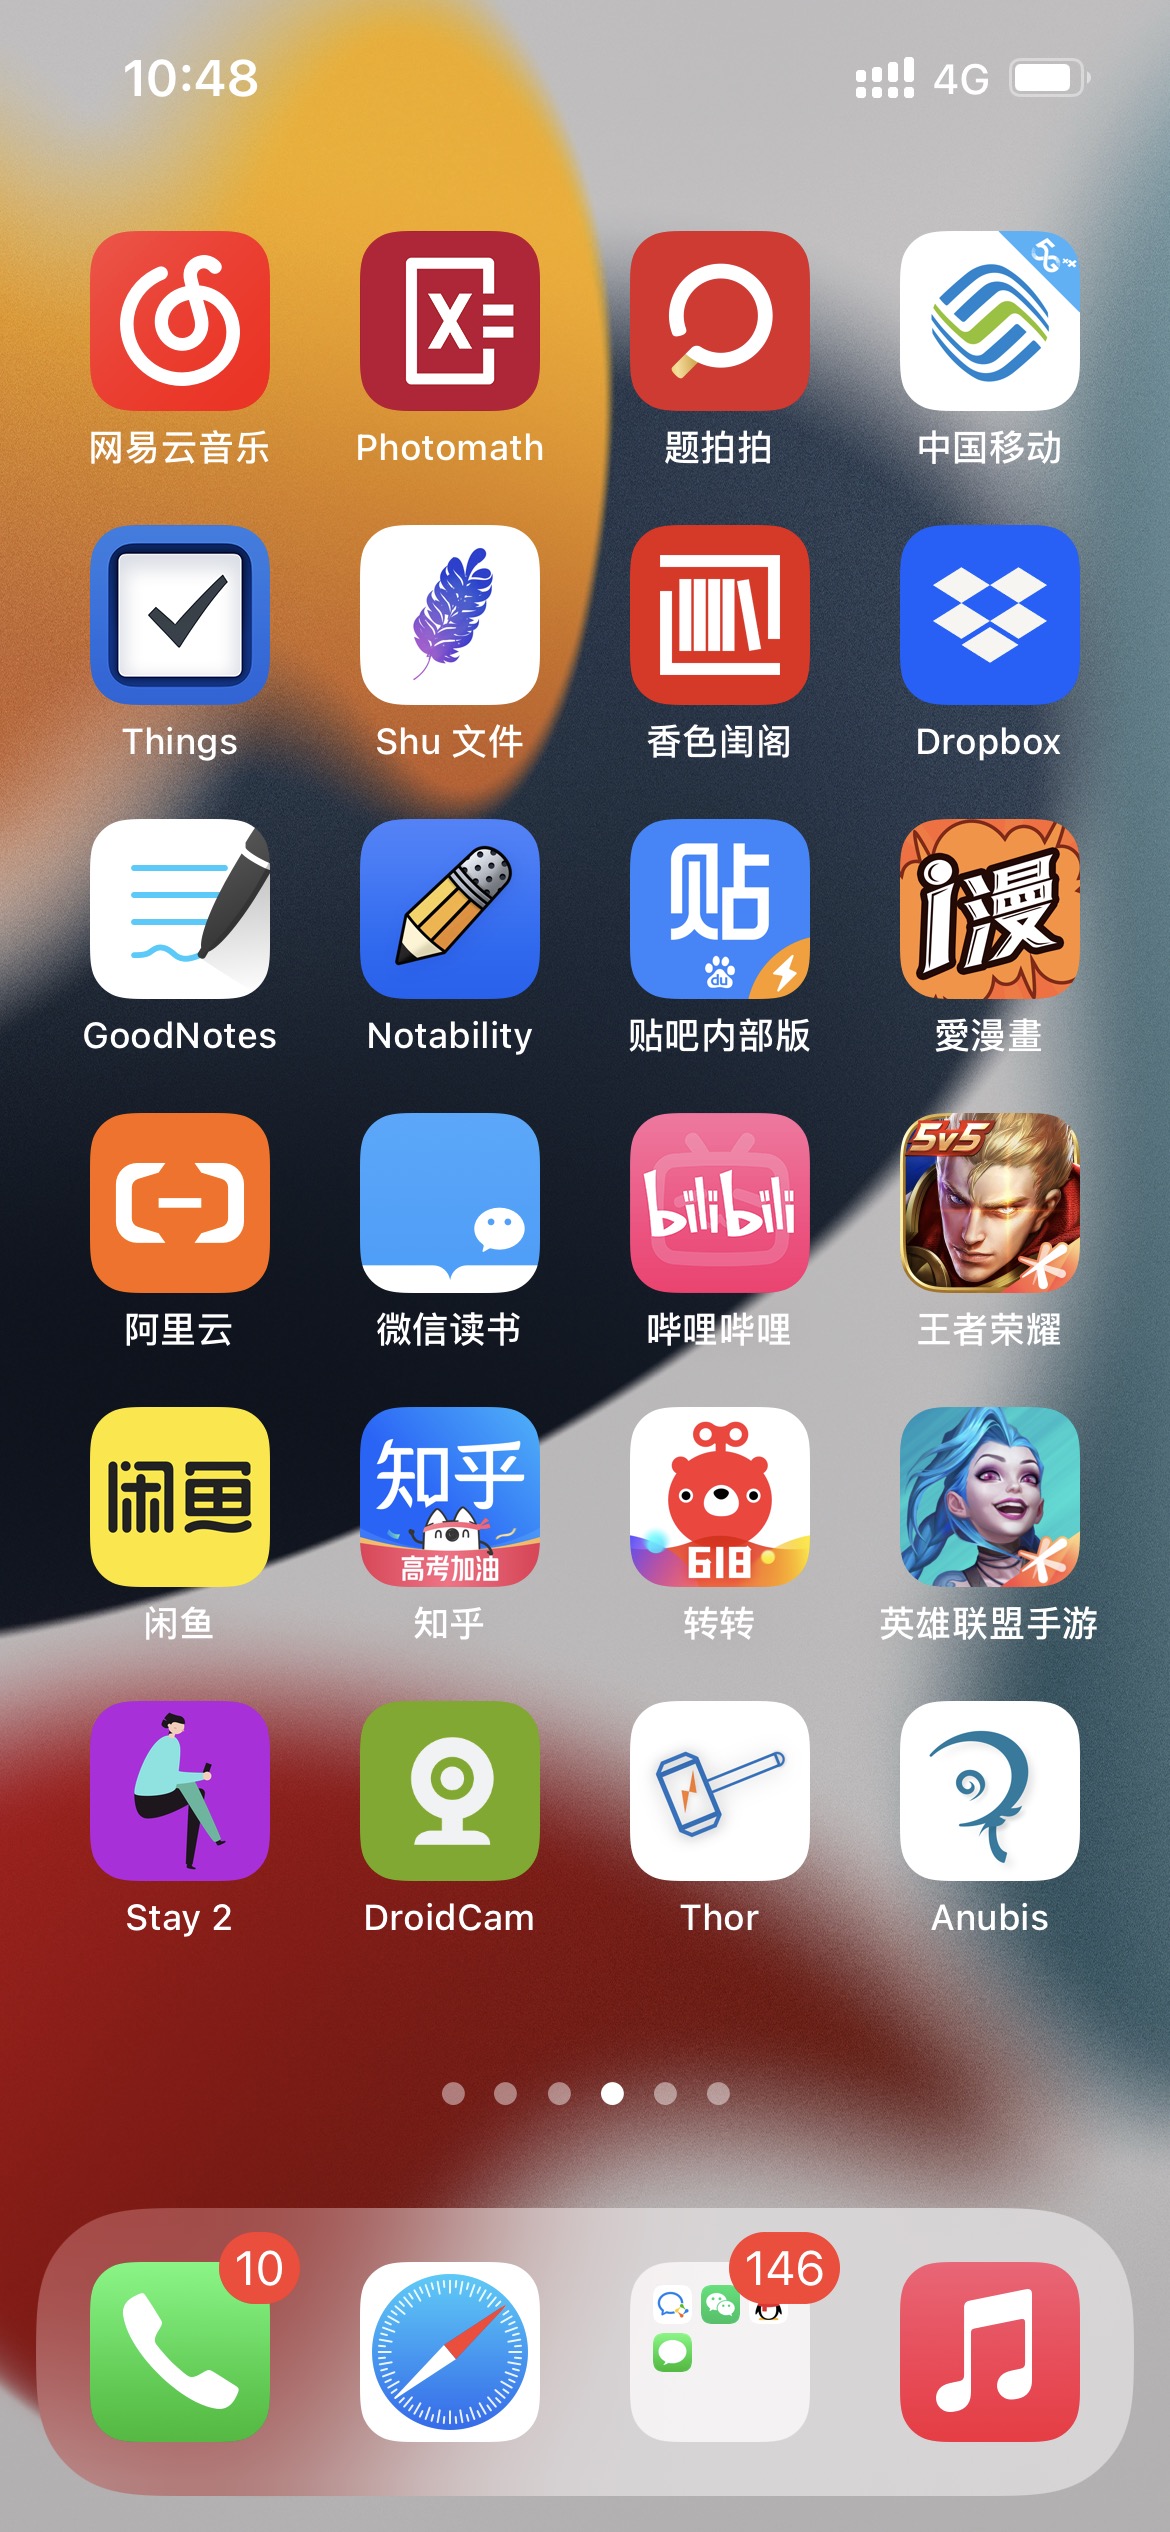 10:48 4G
5G
X
网易云音乐 Photomath 题拍拍 中国移动
Things Shu 文件 香色闺阁 Dropbox
贴
du
i漫
GoodNotes Notability 贴吧内部版 愛漫畫
5v5
bilibili
阿里云 微信读书 哔哩哔哩 王者荣耀
闲鱼 知乎
高考加油 618
闲鱼 知乎 转转 英雄联盟手游
Stay 2 DroidCam Thor Anubis
10 146